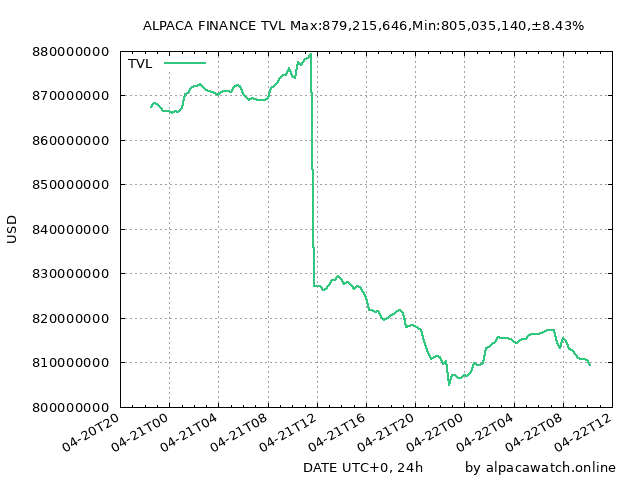 ALPACA FINANCE TVL Max:879,215,646,Min:805,035,140,±8.43%
TVL
880000000
870000000
860000000
850000000
840000000
830000000
820000000
810000000
800000000
USD
04-20T20
04-21T00
04-21T04
04-21T08
04-21T12
04-21T16
04-21T20
04-22T00
04-22T04
04-22T08
04-22T12
DATE UTC+0, 24h
by alpacawatch.online